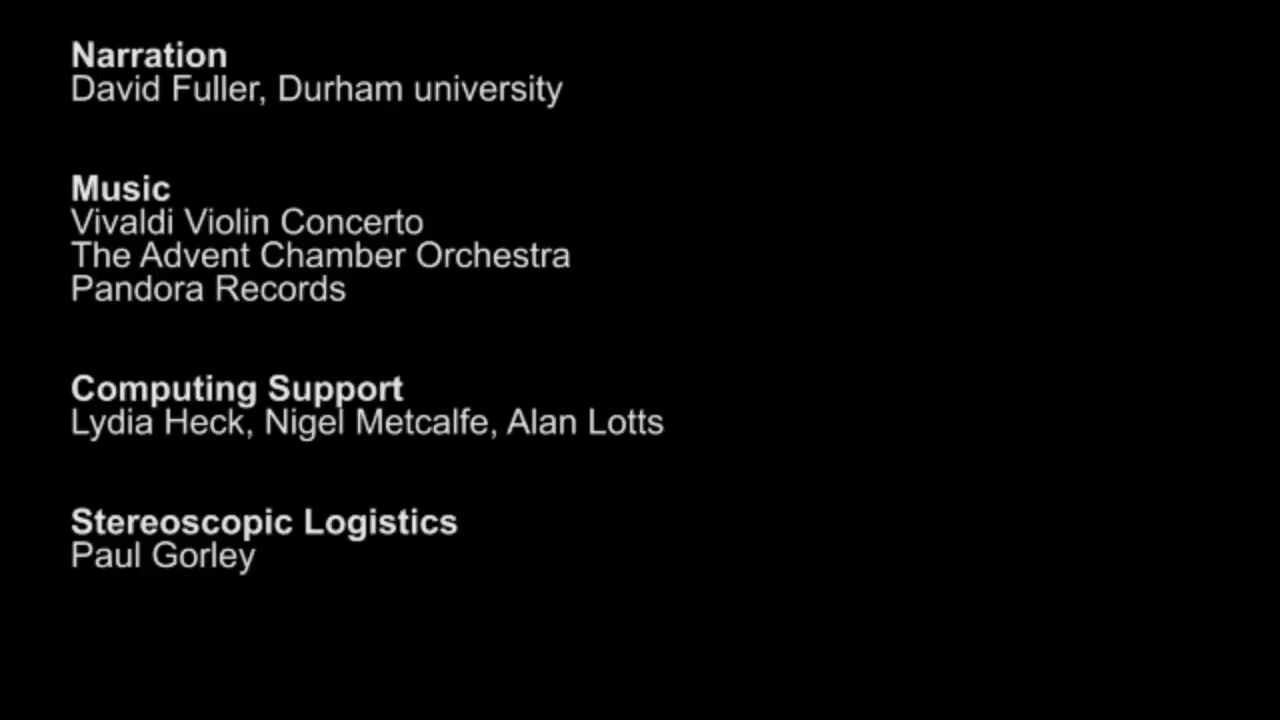 Narration
David Fuller, Durham university
Music
Vivaldi Violin Concerto
The Advent Chamber Orchestra
Pandora Records
Computing Support
Lydia Heck, Nigel Metcalfe, Alan Lotts
Stereoscopic Logistics
Paul Gorley